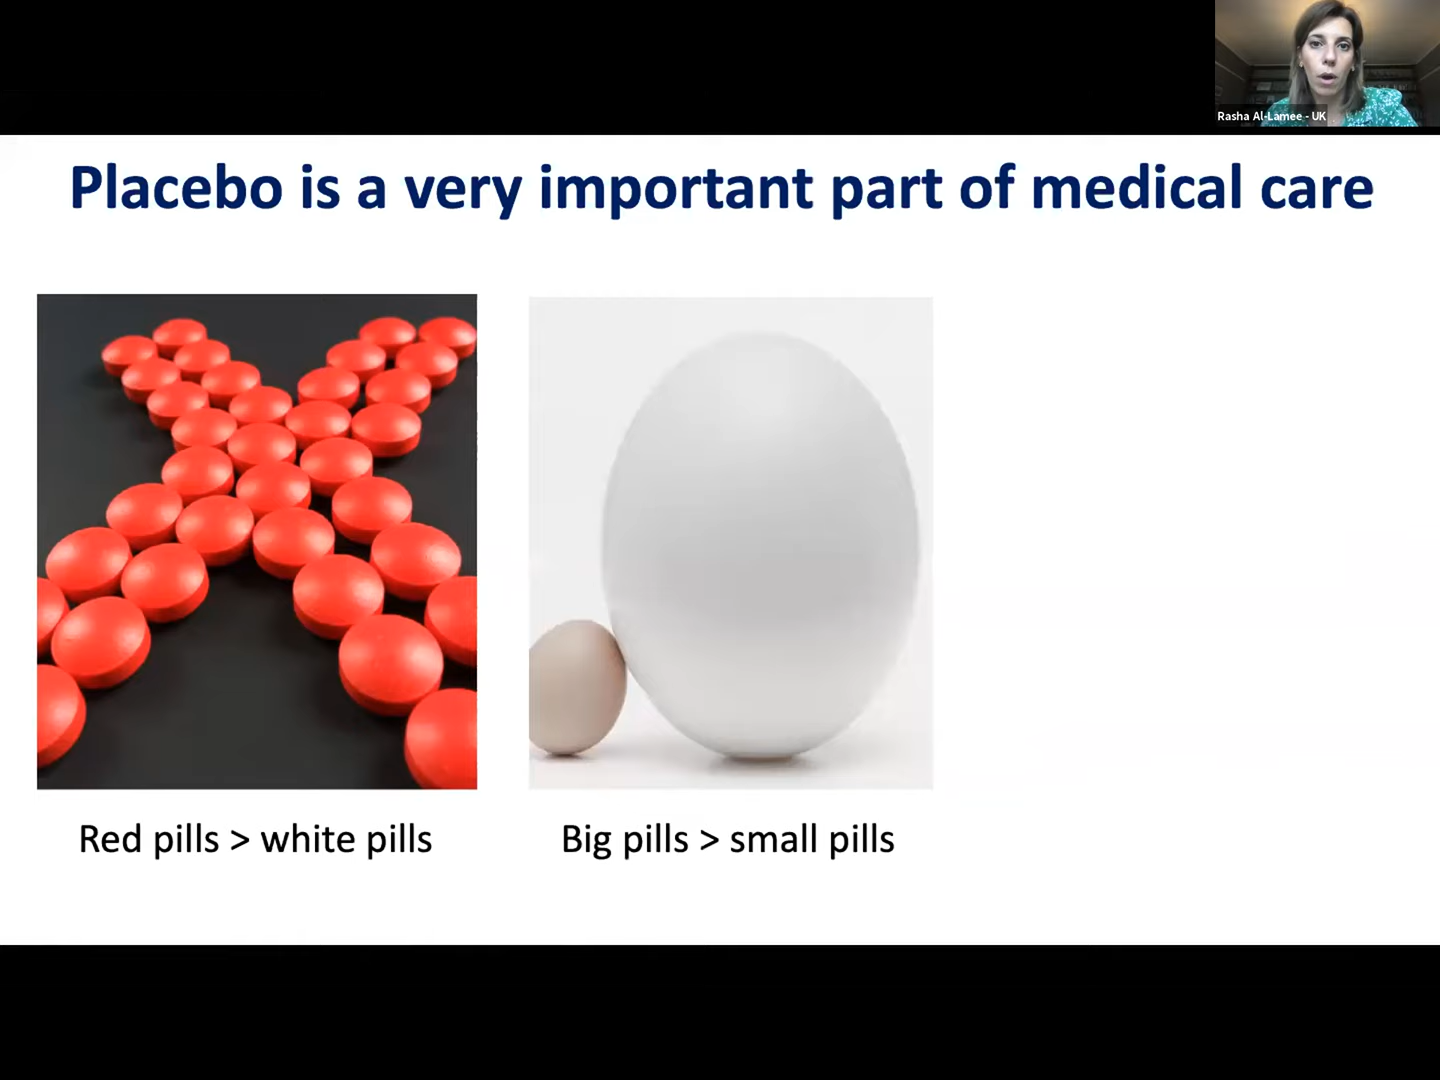 Rasha Al-Lamee - UK
Placebo is a very important part of medical care
Red pills > white pills
Big pills > small pills